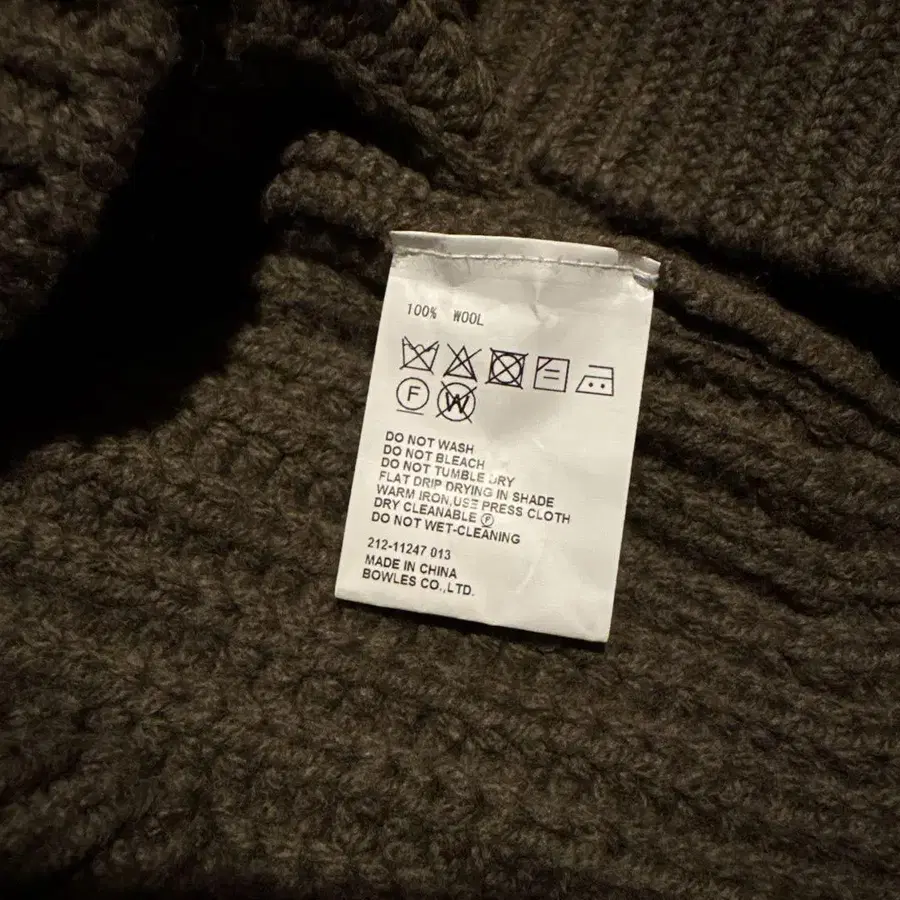 100% WOOL
F W
DO NOT WASH
DO NOT BLEACH
DO NOT TUMBLE DRY
FLAT DRIP DRYING IN SHADE
WARM IRON,USE PRESS CLOTH
DRY CLEANABLE Ⓟ
DO NOT WET-CLEANING
212-11247 013
MADE IN CHINA
BOWLES CO.,LTD.